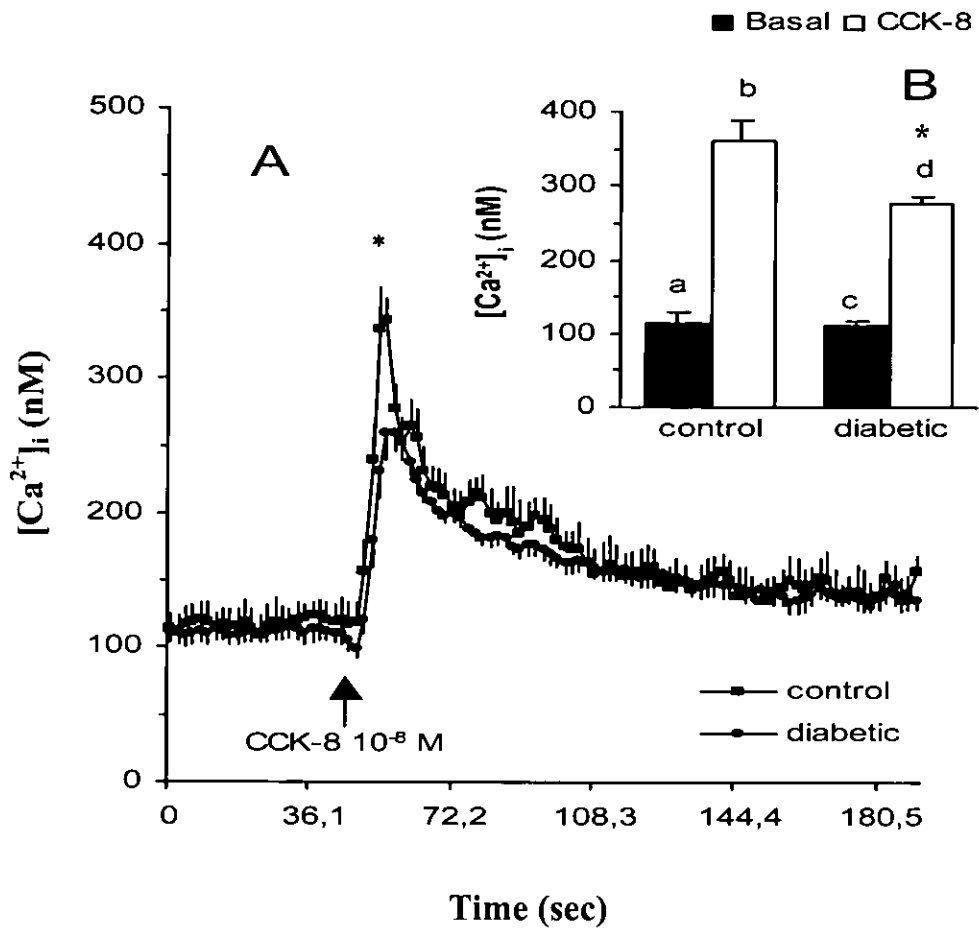 ■ Basal □ CCK-8
500
400
300
200
100
0
[Ca²⁺]ᵢ (nM)
A
*
CCK-8 10⁻⁸ M
control
diabetic
0 36,1 72,2 108,3 144,4 180,5
Time (sec)
B
400
300
200
100
0
[Ca²⁺]ᵢ (nM)
a
b
c
*
d
control diabetic